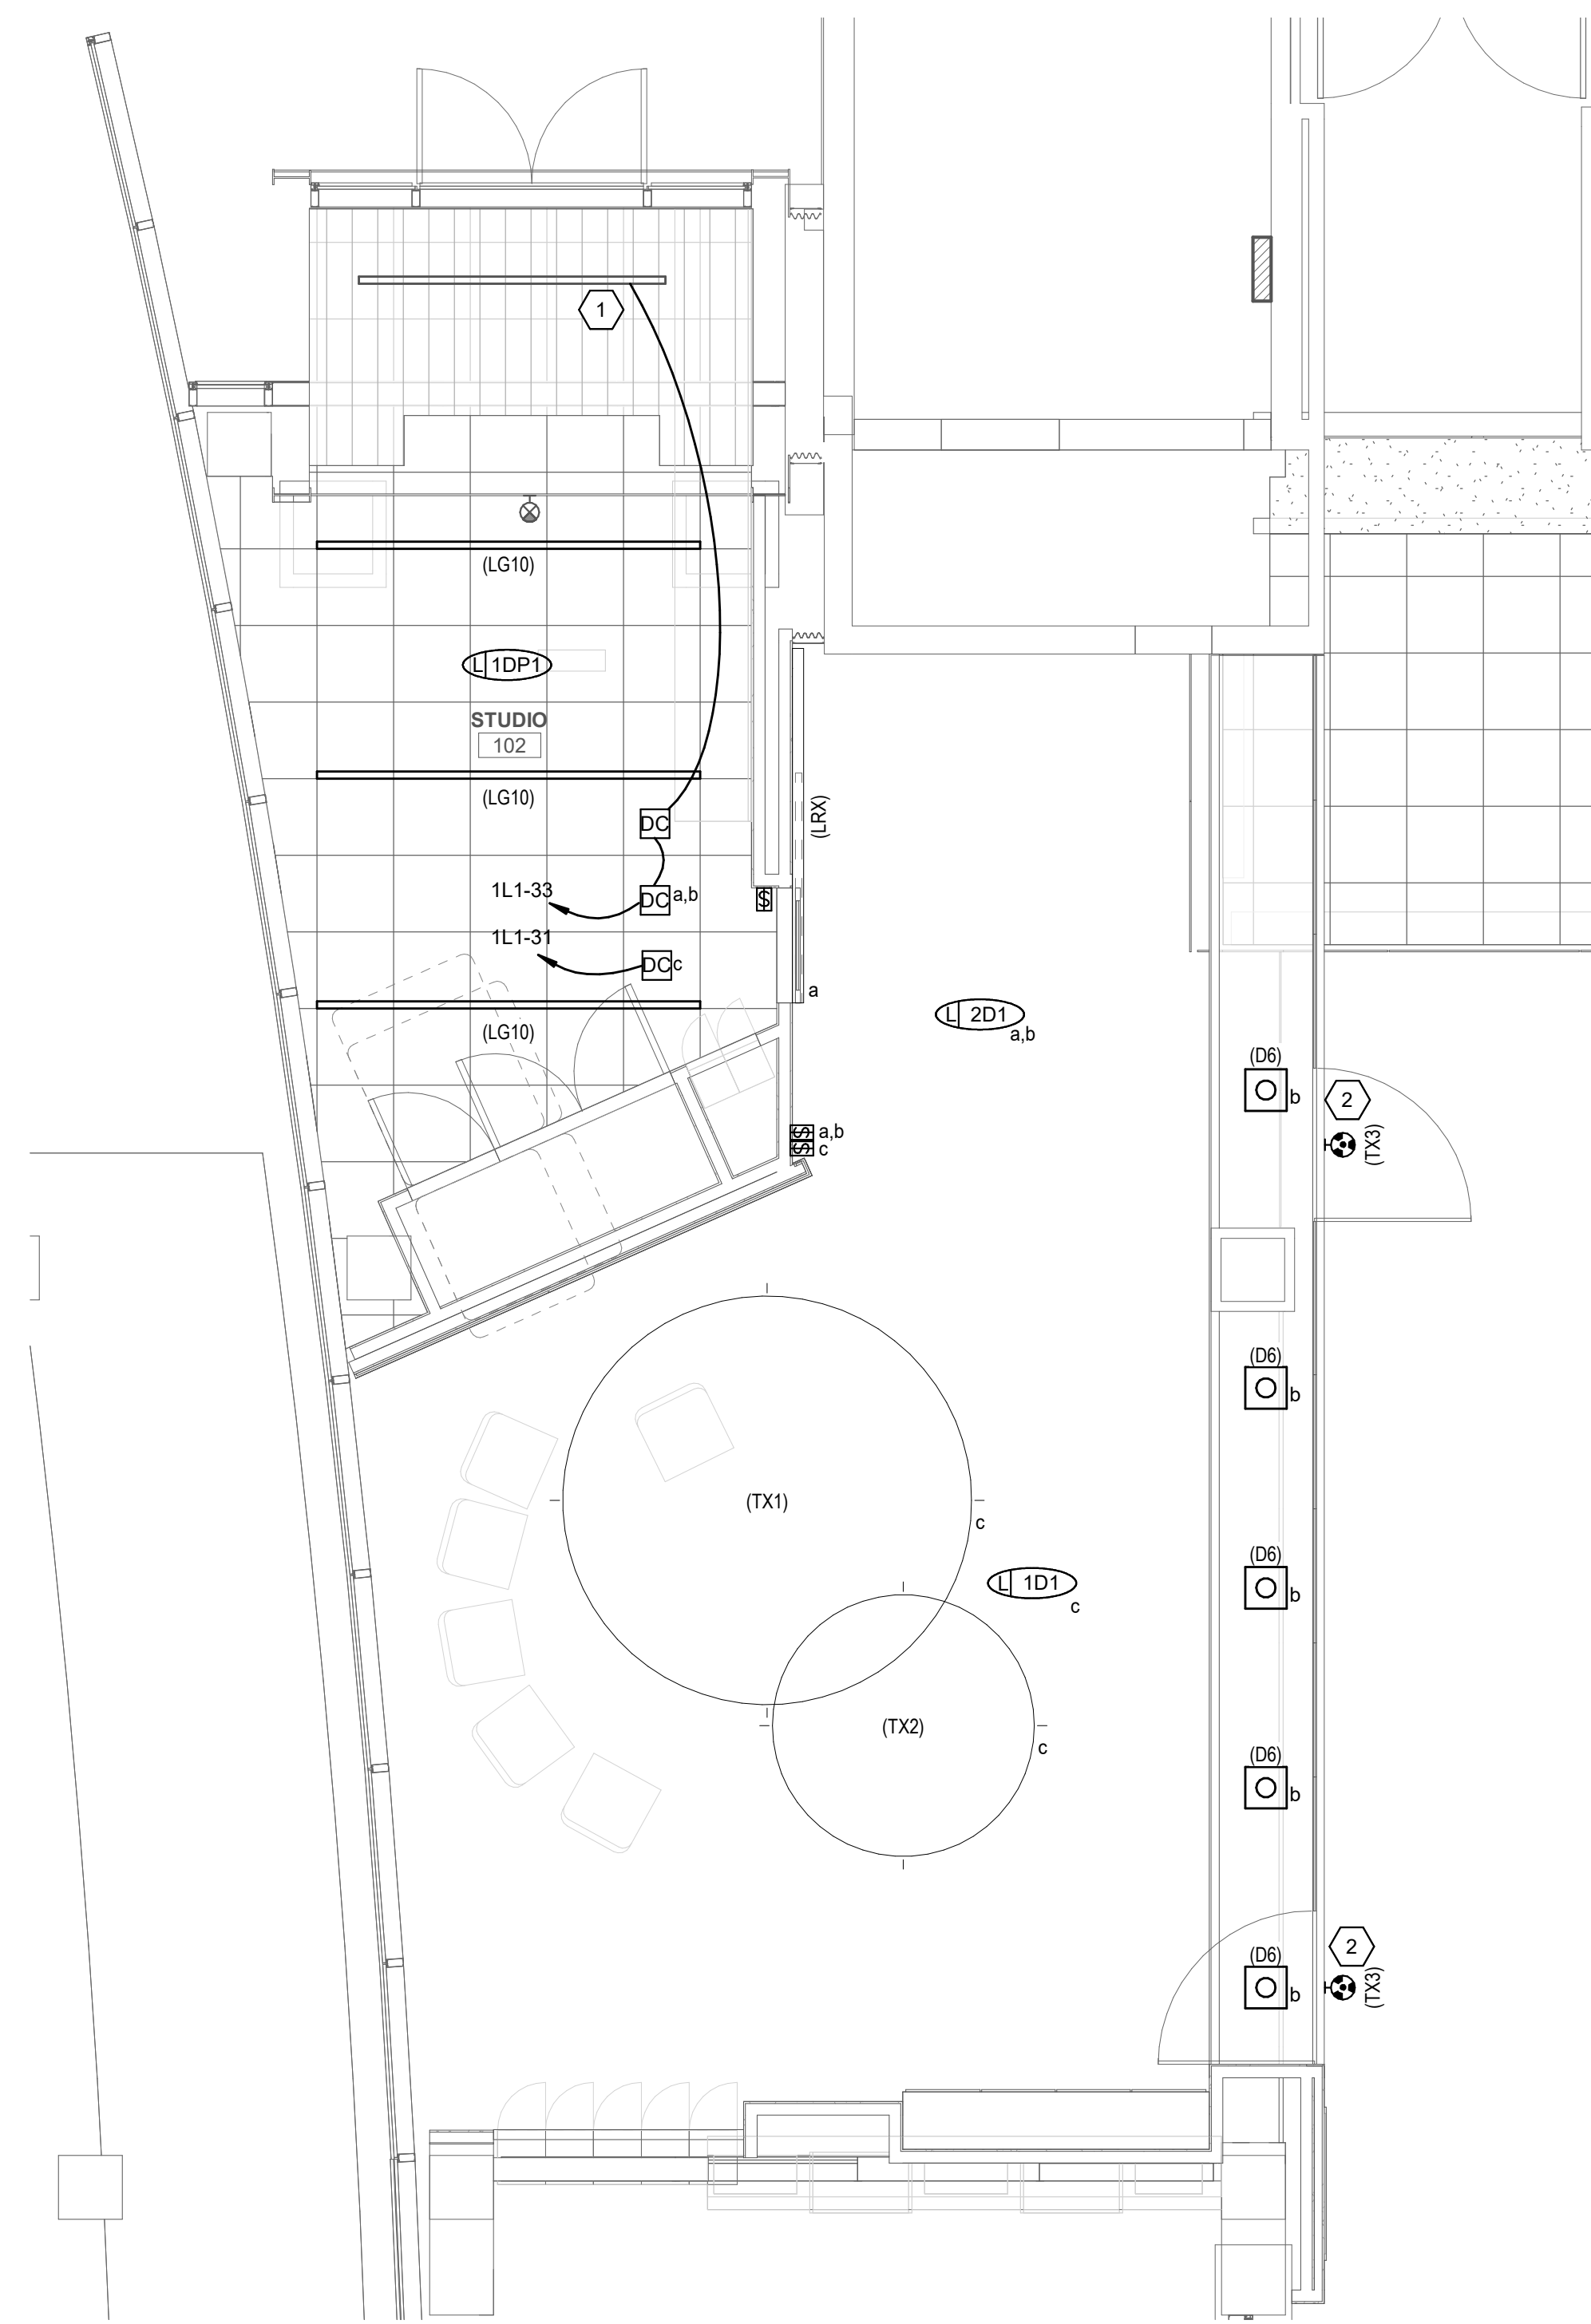 1
(LG10)
L 1DP1
STUDIO
102
(LG10)
(LRX)
DC
1L1-33
DC a,b
S
1L1-31
DC c
a
(LG10)
L 2D1
a,b
(D6)
b
2
(TX3)
S a,b
S c
(D6)
b
(TX1)
c
(D6)
b
L 1D1
c
(TX2)
c
(D6)
b
2
(D6)
b
(TX3)